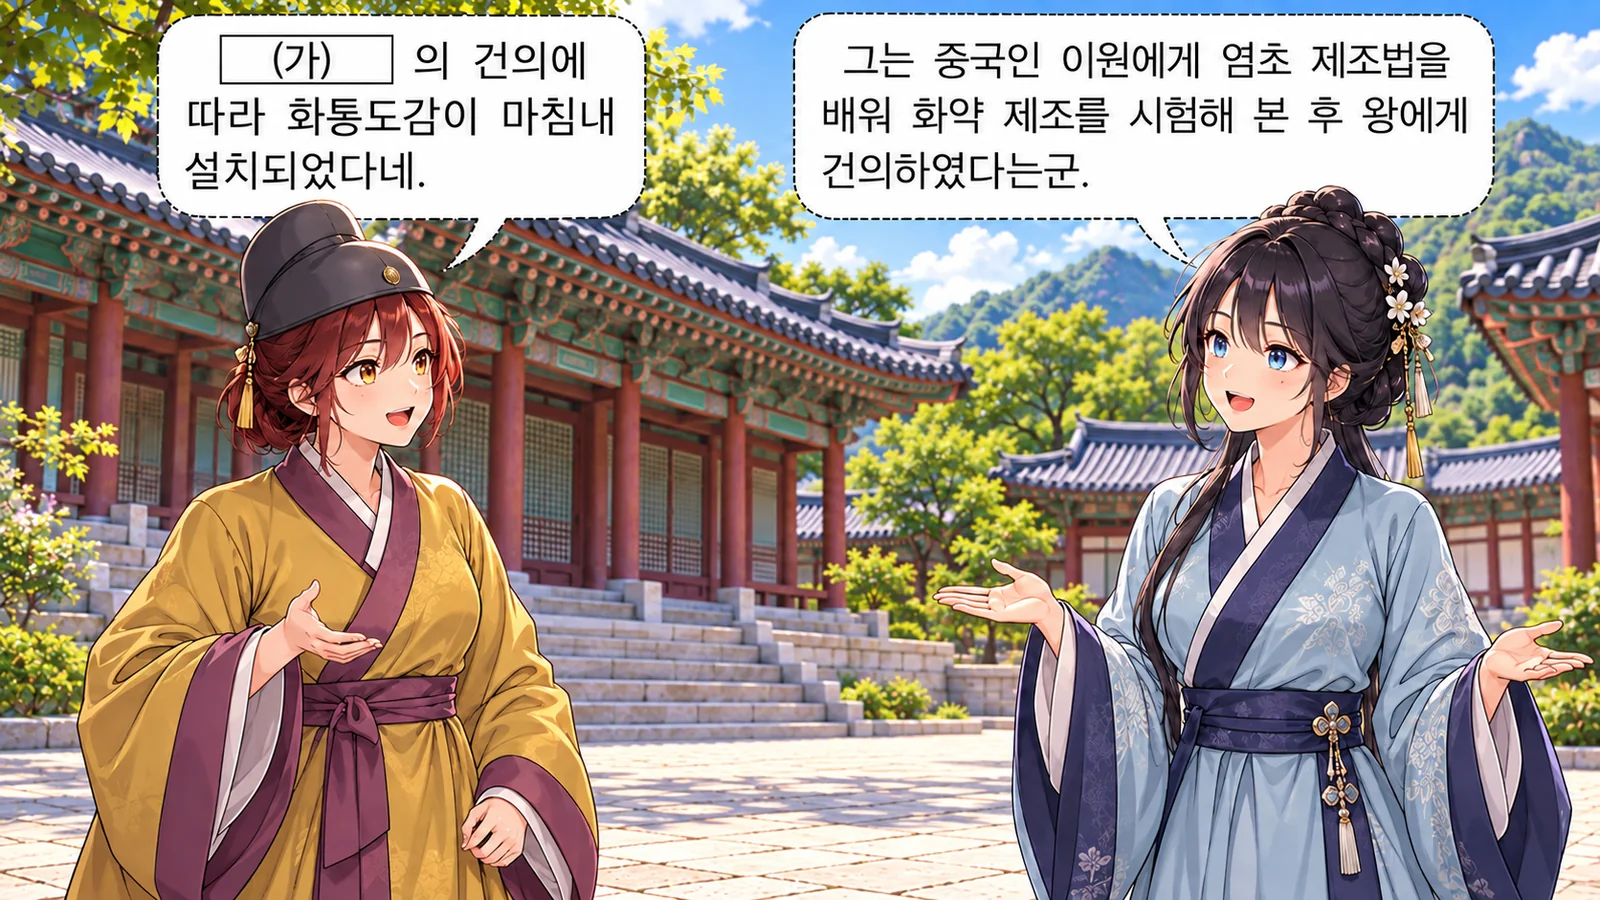 (가) 의 건의에
따라 화통도감이 마침내
설치되었다네.
그는 중국인 이원에게 염초 제조법을
배워 화약 제조를 시험해 본 후 왕에게
건의하였다는군.